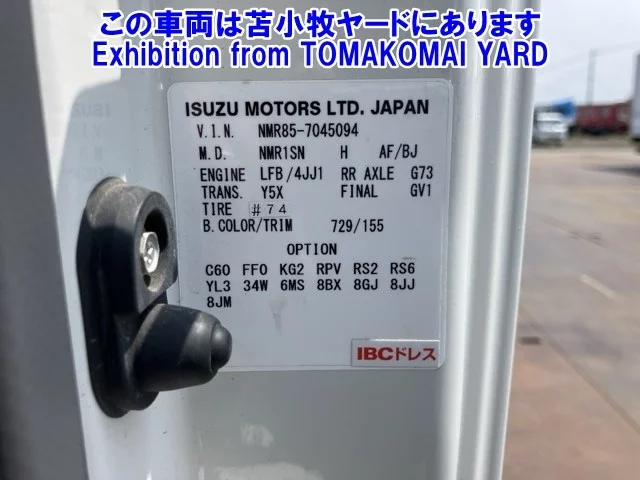 この車両は苫小牧ヤードにあります
Exhibition from TOMAKOMAI YARD
ISUZU MOTORS LTD. JAPAN
V.I.N. NMR85-7045094
M.D. NMR1SN H AF/BJ
ENGINE LFB/4JJ1 RR AXLE G73
TRANS. Y5X FINAL GV1
TIRE #74
B.COLOR/TRIM 729/155
OPTION
C60 FF0 KG2 RPV RS2 RS6
YL3 34W 6MS 8BX 8GJ 8JJ
8JM
IBCドレス